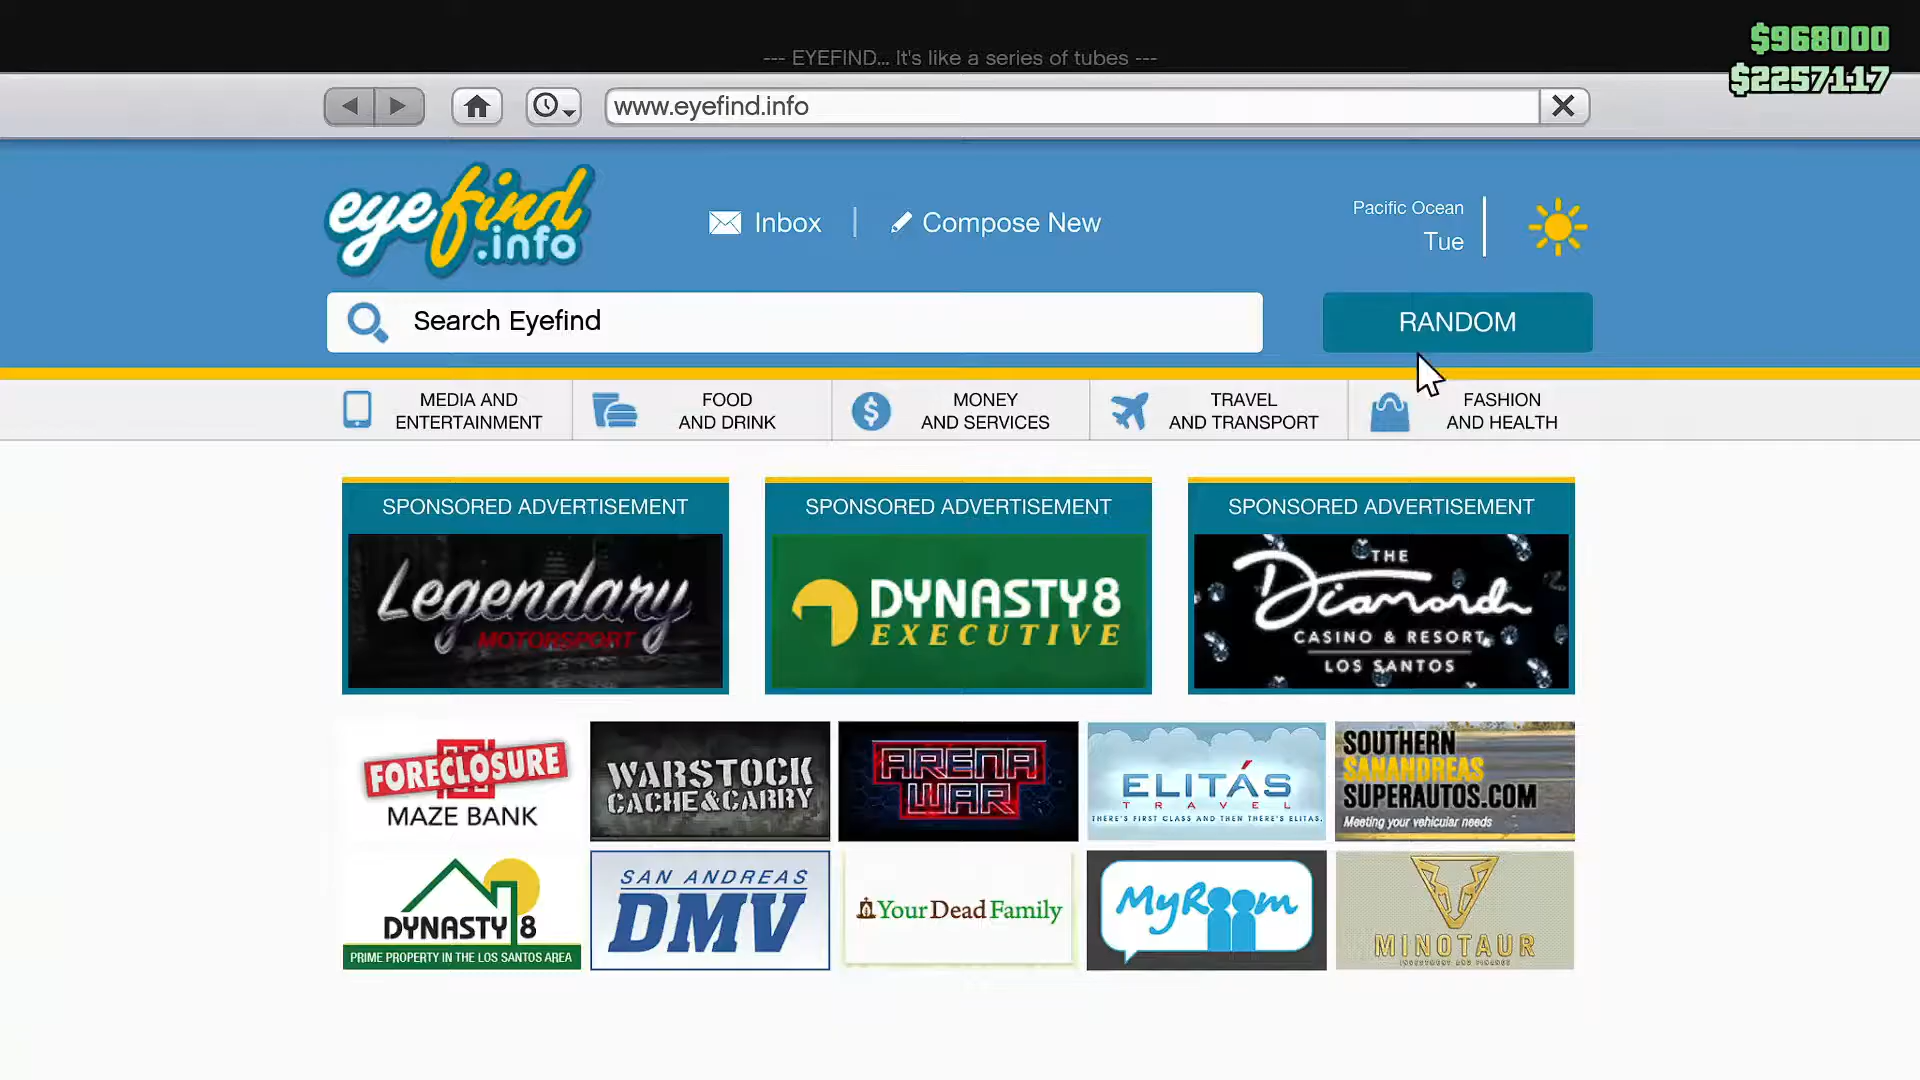 $968000
--- EYEFIND... It's like a series of tubes ---
$2257117
www.eyefind.info
eyefind
.info
Inbox
Compose New
Pacific Ocean
Tue
Search Eyefind
RANDOM
MEDIA AND
ENTERTAINMENT
FOOD
AND DRINK
MONEY
AND SERVICES
TRAVEL
AND TRANSPORT
FASHION
AND HEALTH
SPONSORED ADVERTISEMENT
Legendary
MOTORSPORT
SPONSORED ADVERTISEMENT
DYNASTY8
EXECUTIVE
SPONSORED ADVERTISEMENT
THE
Diamond
CASINO & RESORT
LOS SANTOS
FORECLOSURE
MAZE BANK
WARSTOCK
CACHE&CARRY
ARENA
WAR
ELITÁS
TRAVEL
THERE'S FIRST CLASS AND THEN THERE'S ELITAS.
SOUTHERN
SANANDREAS
SUPERAUTOS.COM
Meeting your vehicular needs
DYNASTY 8
PRIME PROPERTY IN THE LOS SANTOS AREA
SAN ANDREAS
DMV
YourDeadFamily
MyRoom
MINOTAUR
INVESTMENT AND FINANCE